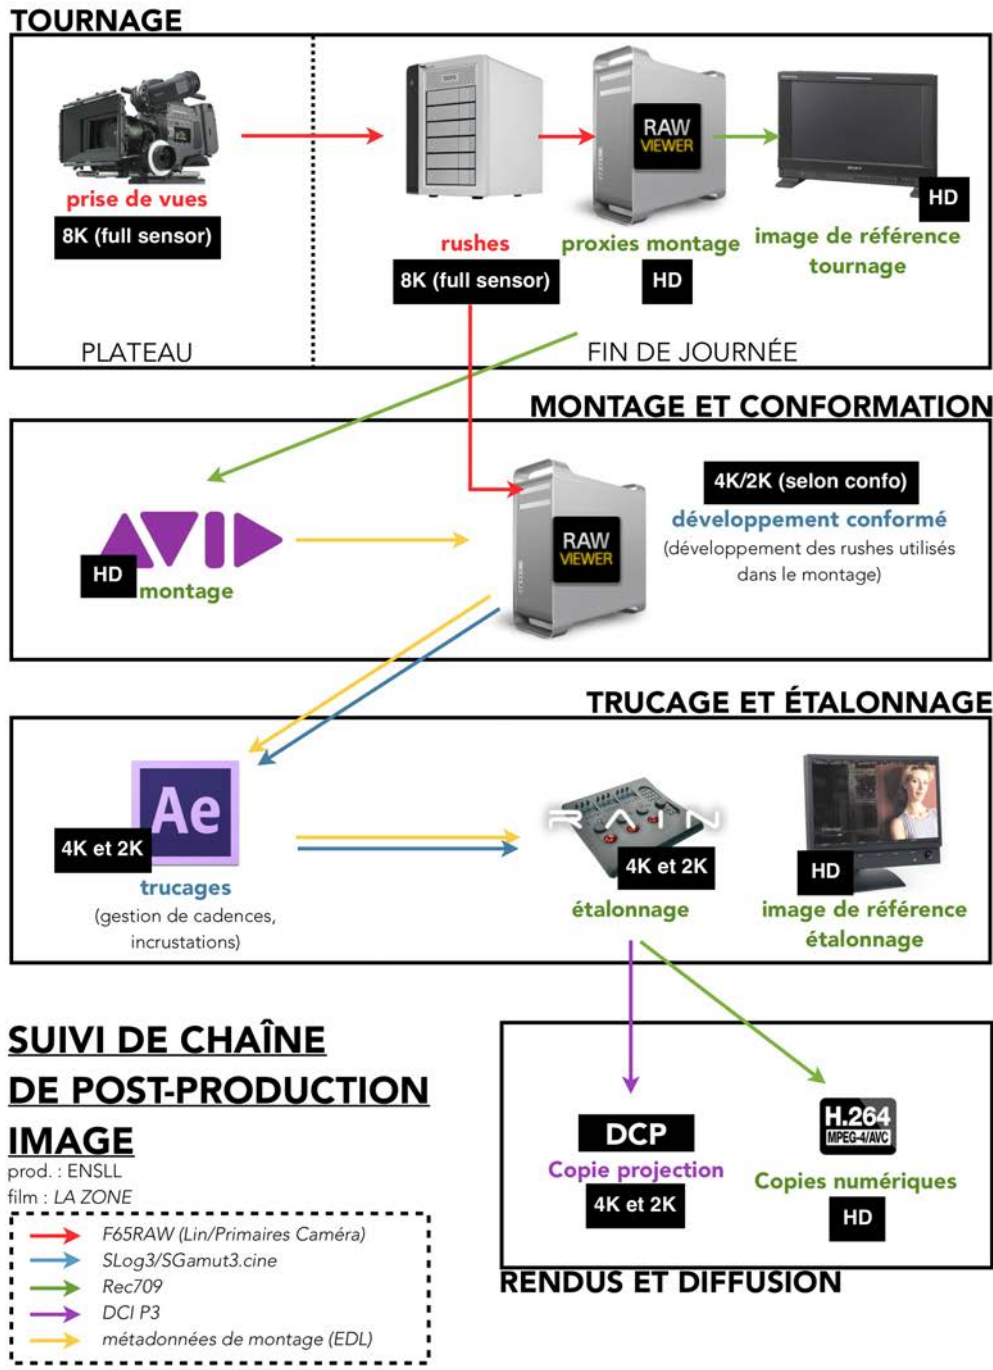 TOURNAGE
RAW
VIEWER
prise de vues
8K (full sensor)
rushes
8K (full sensor)
proxies montage
HD
HD
image de référence
tournage
PLATEAU
FIN DE JOURNÉE
MONTAGE ET CONFORMATION
AVID
HD
montage
RAW
VIEWER
4K/2K (selon confo)
développement conformé
(développement des rushes utilisés
dans le montage)
TRUCAGE ET ÉTALONNAGE
Ae
4K et 2K
trucages
(gestion de cadences,
incrustations)
RAIN
4K et 2K
étalonnage
HD
image de référence
étalonnage
SUIVI DE CHAÎNE
DE POST-PRODUCTION
IMAGE
prod. : ENSLL
film : LA ZONE
F65RAW (Lin/Primaires Caméra)
SLog3/SGamut3.cine
Rec709
DCI P3
métadonnées de montage (EDL)
DCP
Copie projection
4K et 2K
H.264
MPEG-4/AVC
Copies numériques
HD
RENDUS ET DIFFUSION